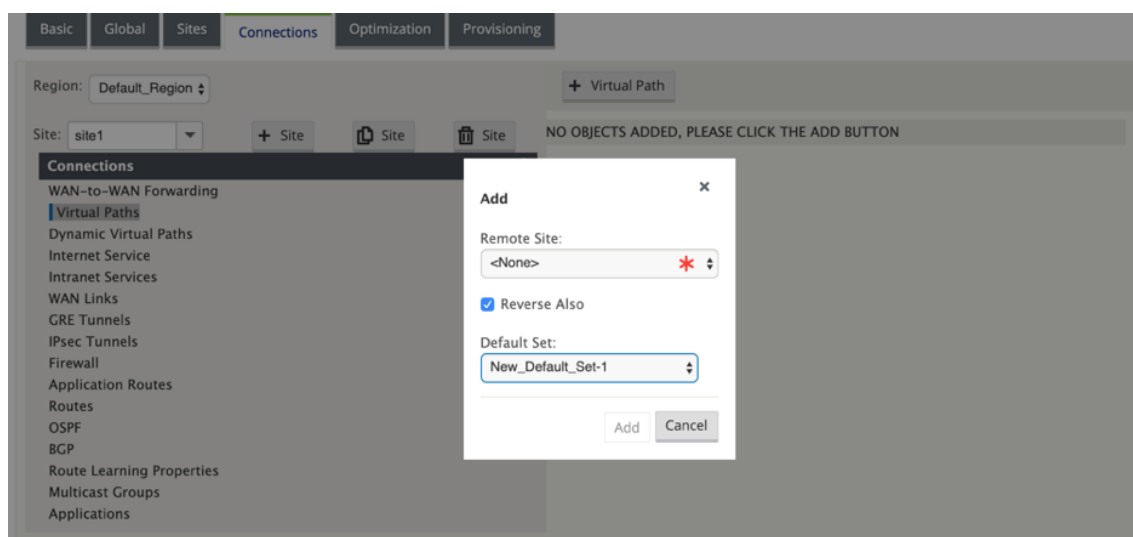 Basic Global Sites Connections Optimization Provisioning
Region: Default_Region
+ Virtual Path
Site: site1 + Site Site Site
NO OBJECTS ADDED, PLEASE CLICK THE ADD BUTTON
Connections
WAN-to-WAN Forwarding
Virtual Paths
Dynamic Virtual Paths
Internet Service
Intranet Services
WAN Links
GRE Tunnels
IPsec Tunnels
Firewall
Application Routes
Routes
OSPF
BGP
Route Learning Properties
Multicast Groups
Applications
Add ×
Remote Site:
<None> *
Reverse Also
Default Set:
New_Default_Set-1
Add Cancel